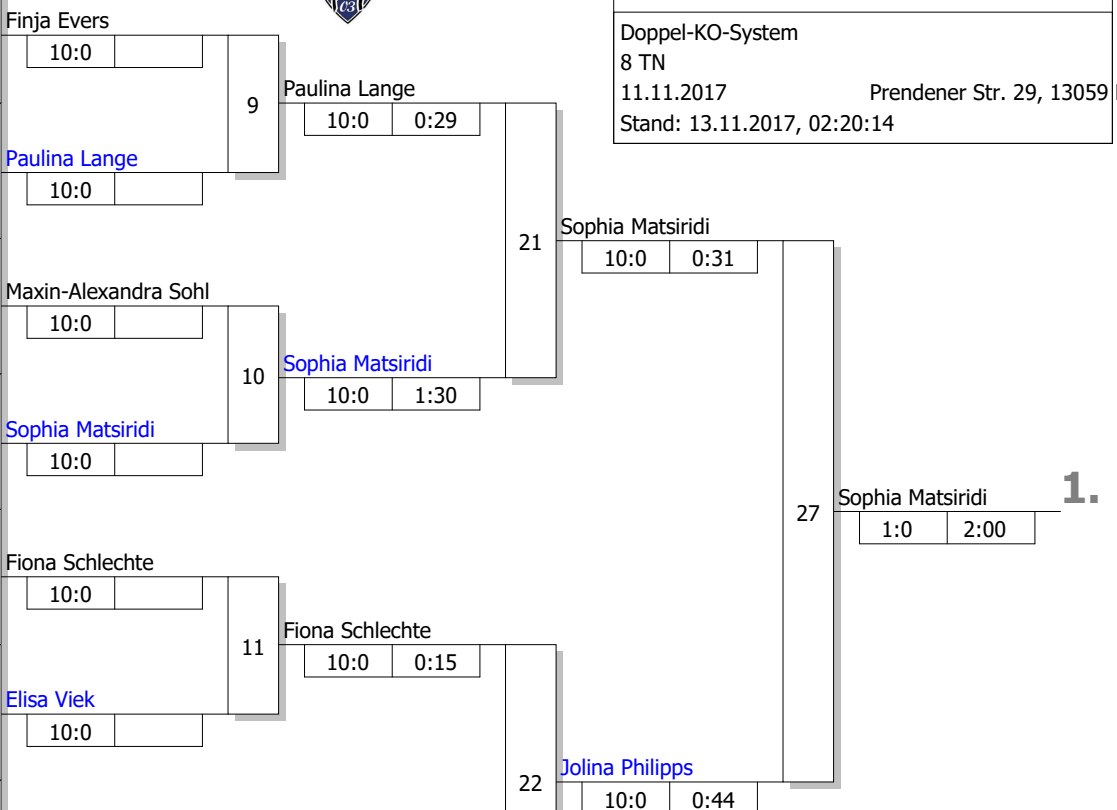 C3
Doppel-KO-System
8 TN
11.11.2017 Prendener Str. 29, 13059
Stand: 13.11.2017, 02:20:14
Finja Evers
10:0
9
Paulina Lange
10:0 0:29
Paulina Lange
10:0
21
Sophia Matsiridi
10:0 0:31
Maxin-Alexandra Sohl
10:0
10
Sophia Matsiridi
10:0 1:30
Sophia Matsiridi
10:0
27
Sophia Matsiridi 1.
1:0 2:00
Fiona Schlechte
10:0
11
Fiona Schlechte
10:0 0:15
Elisa Viek
10:0
22
Jolina Philipps
10:0 0:44